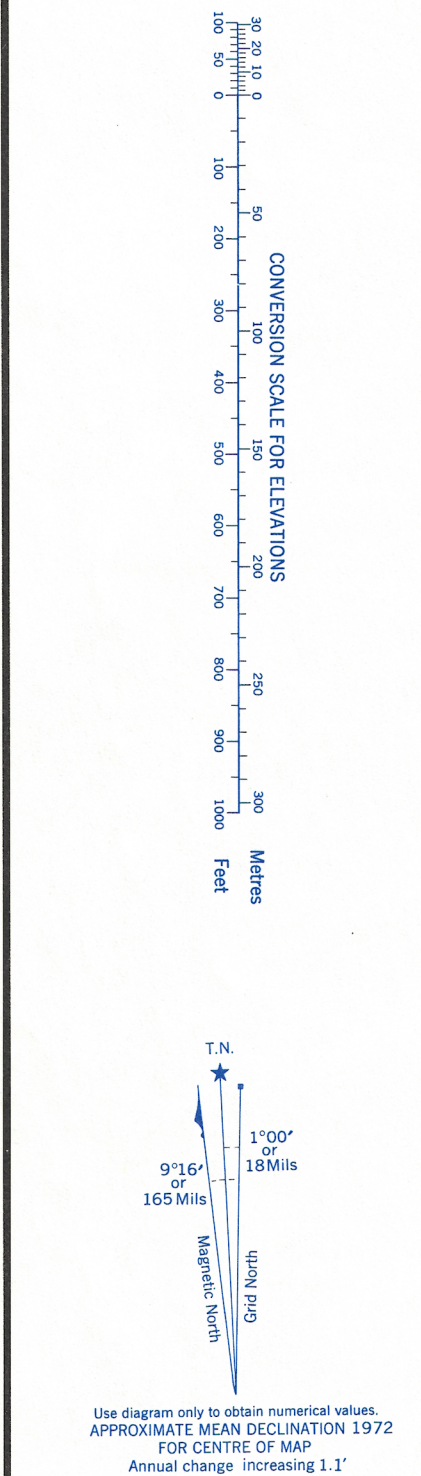 CONVERSION SCALE FOR ELEVATIONS
30 20 10 0 50 100 150 200 250 300 Metres
100 50 0 100 200 300 400 500 600 700 800 900 1000 Feet
T.N.
1°00′
or
18 Mils
9°16′
or
165 Mils
Magnetic North
Grid North
Use diagram only to obtain numerical values.
APPROXIMATE MEAN DECLINATION 1972
FOR CENTRE OF MAP
Annual change increasing 1.1′